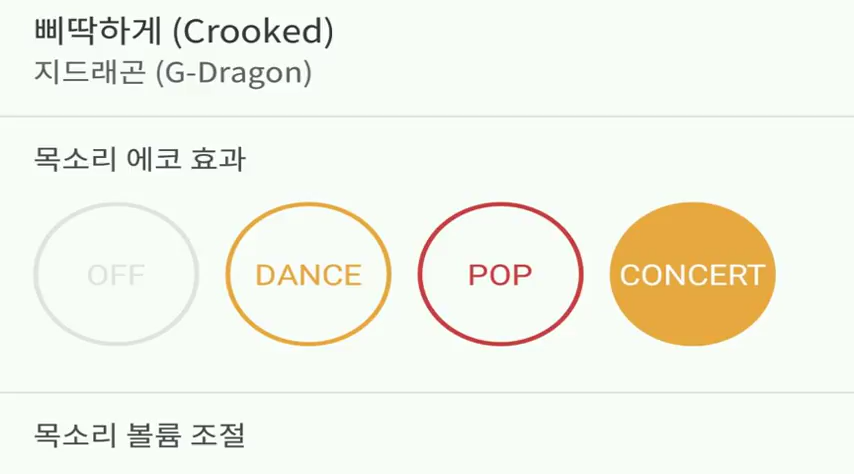 삐딱하게 (Crooked)
지드래곤 (G-Dragon)
목소리 에코 효과
OFF DANCE POP CONCERT
목소리 볼륨 조절